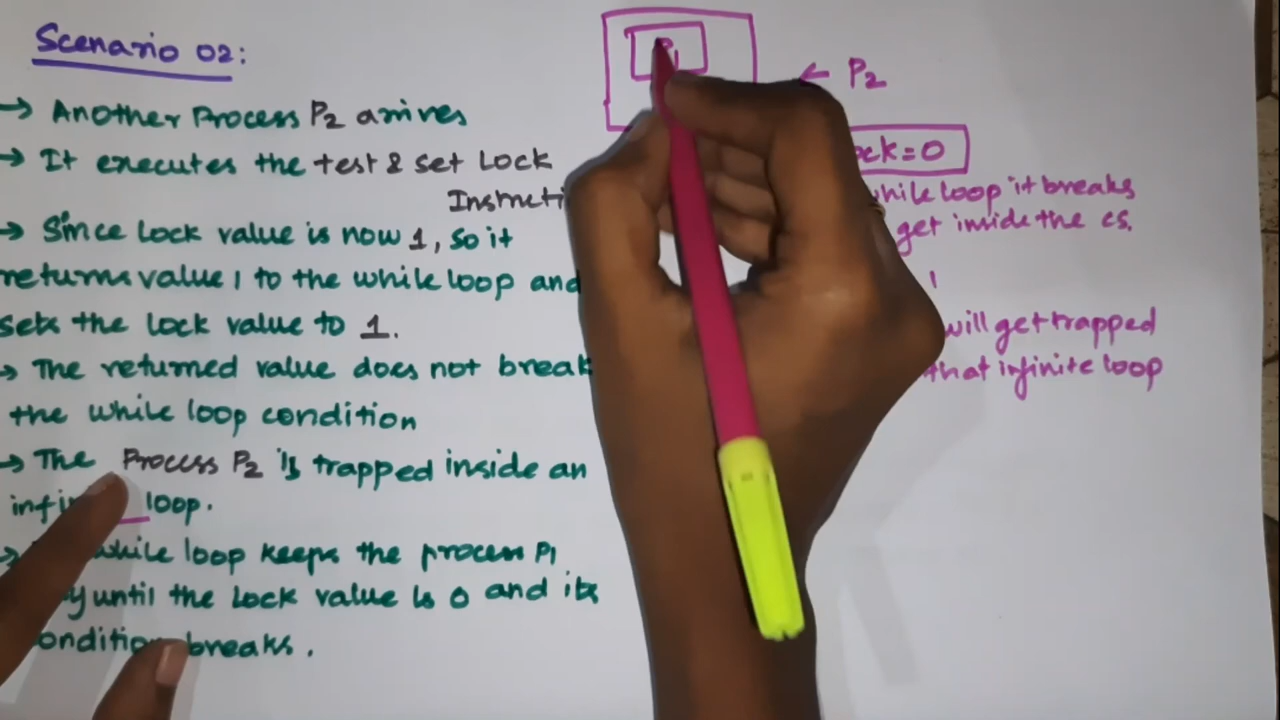 Scenario 02:
→ Another Process P2 arrives
→ It executes the test & set Lock
→ Since Lock value is now 1, so it
returns value 1 to the while loop and
sets the lock value to 1.
→ The returned value does not break
the while loop condition
→ The Process P2 is trapped inside an
loop.
while loop keeps the process P1
until the Lock value is 0 and its
breaks.
← P2
=0
while loop it breaks
get inside the cs.
1
will get trapped
that infinite loop